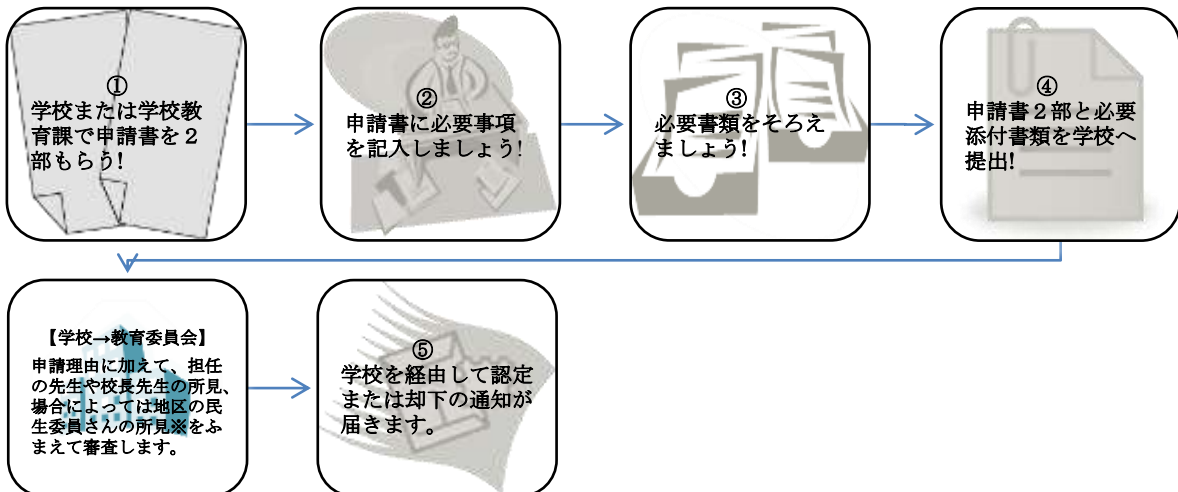 ①
学校または学校教
育課で申請書を２
部もらう!
②
申請書に必要事項
を記入しましょう!
③
必要書類をそろえ
ましょう!
④
申請書２部と必要
添付書類を学校へ
提出!
【学校→教育委員会】
申請理由に加えて、担任
の先生や校長先生の所見、
場合によっては地区の民
生委員さんの所見※をふ
まえて審査します。
⑤
学校を経由して認定
または却下の通知が
届きます。